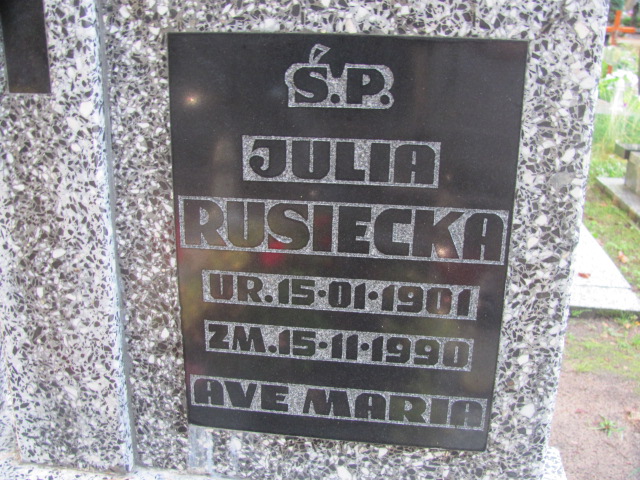 Ś.P.
JULIA
RUSIECKA
UR.15·01·1901
ZM.15·11·1990
AVE MARIA